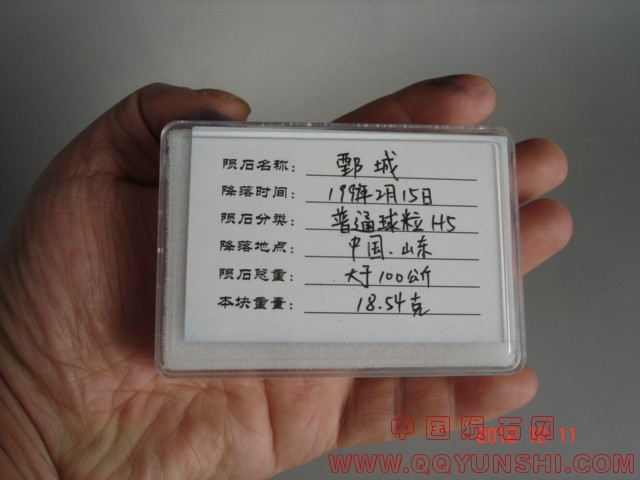 陨石名称: 鄄城
降落时间: 1997年2月15日
陨石分类: 普通球粒 H5
降落地点: 中国.山东
陨石总重: 大于100公斤
本块重量: 18.54克
中国陨石网
WWW.QQYUNSHI.COM